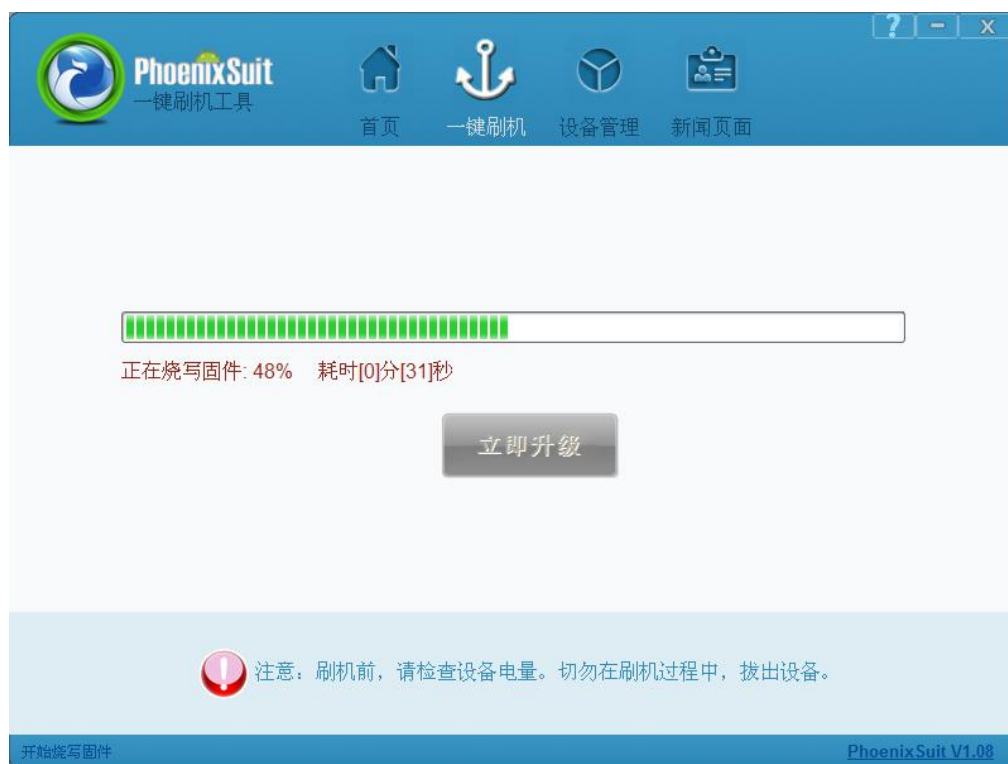 ? - x
PhoenixSuit
一键刷机工具
首页 一键刷机 设备管理 新闻页面
正在烧写固件: 48% 耗时[0]分[31]秒
立即升级
注意：刷机前，请检查设备电量。切勿在刷机过程中，拔出设备。
开始烧写固件 PhoenixSuit V1.08